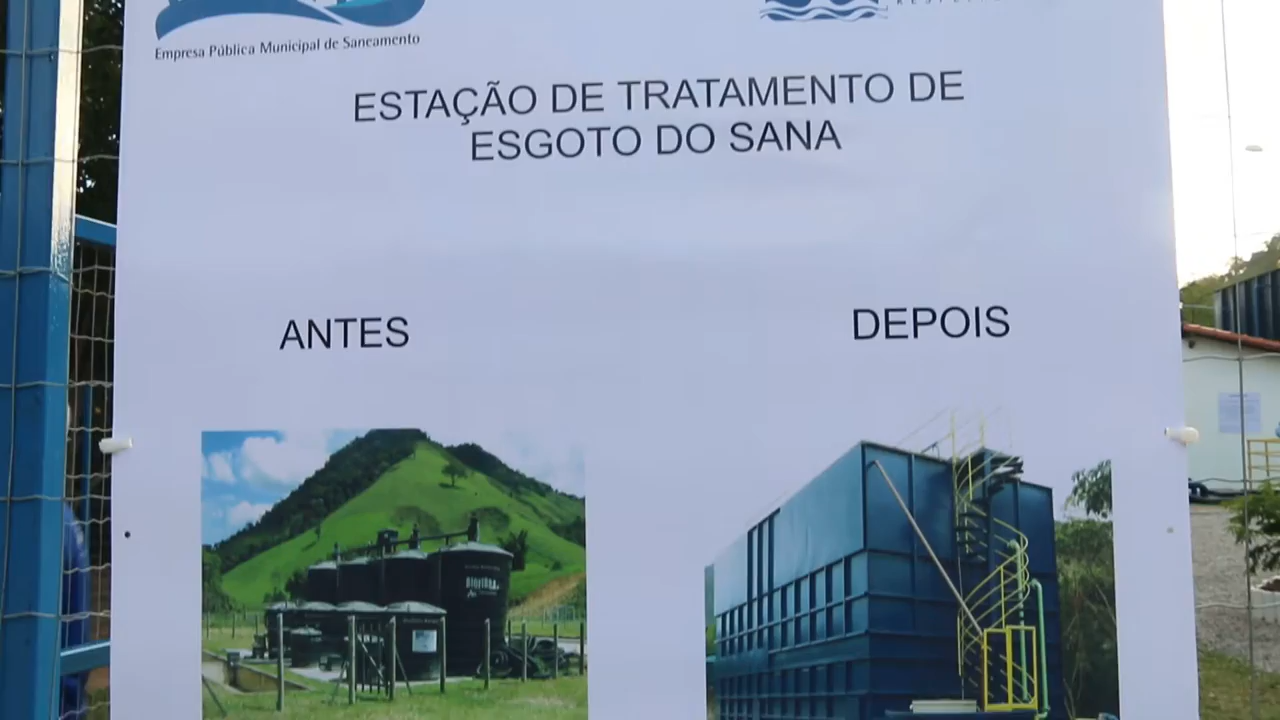 Empresa Pública Municipal de Saneamento
ESTAÇÃO DE TRATAMENTO DE
ESGOTO DO SANA
ANTES
DEPOIS